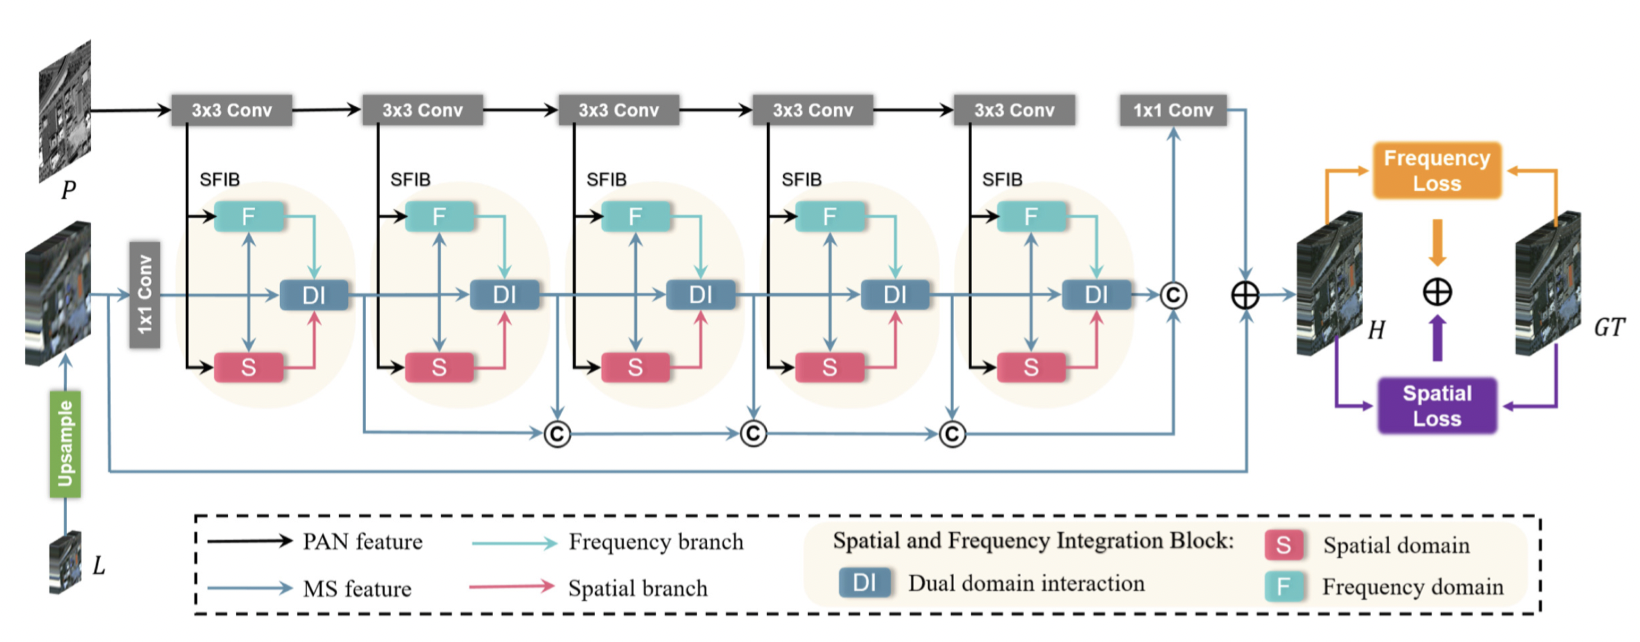 3x3 Conv
3x3 Conv
3x3 Conv
3x3 Conv
3x3 Conv
1x1 Conv
P
SFIB
SFIB
SFIB
SFIB
SFIB
F
F
F
F
F
1x1 Conv
DI
DI
DI
DI
DI
C
S
S
S
S
S
C
C
C
Upsample
L
Frequency
Loss
H
GT
Spatial
Loss
PAN feature
Frequency branch
MS feature
Spatial branch
Spatial and Frequency Integration Block:
DI Dual domain interaction
S Spatial domain
F Frequency domain